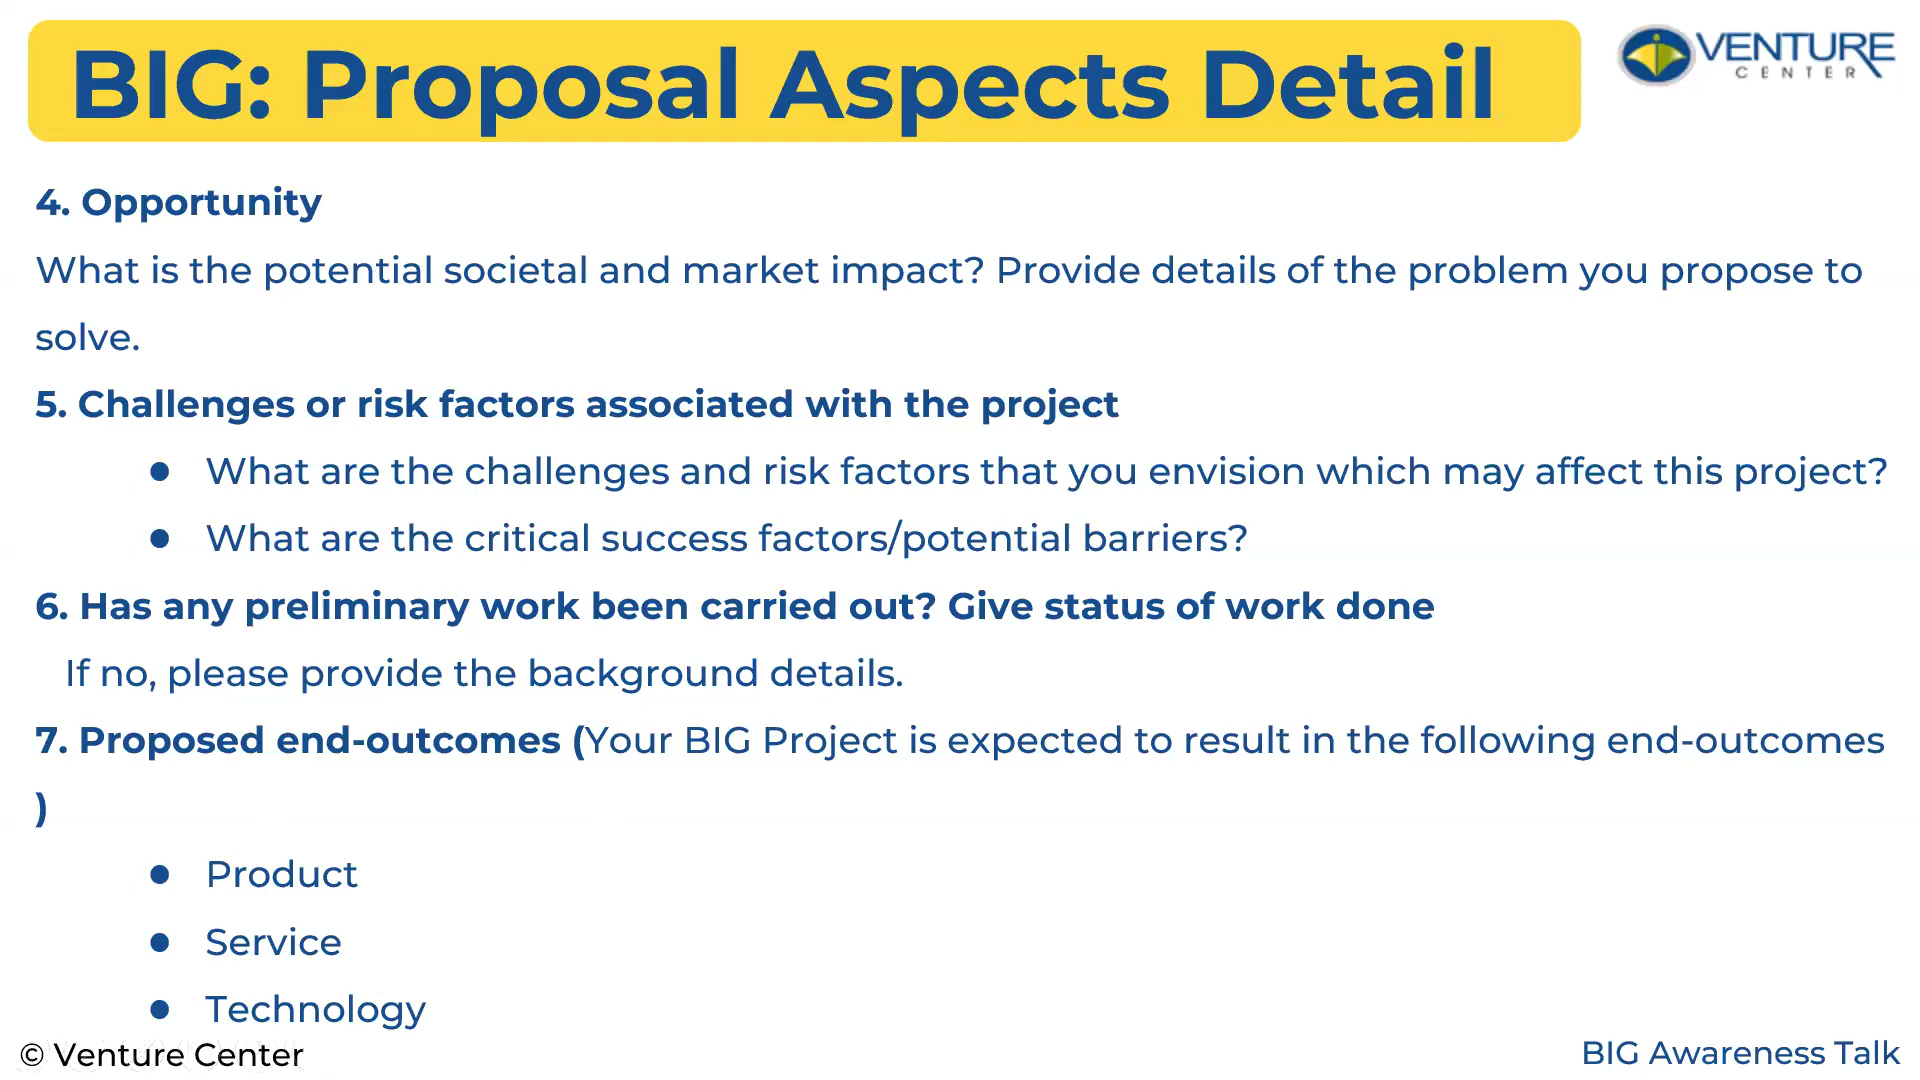 BIG: Proposal Aspects Detail
VENTURE
CENTER
4. Opportunity
What is the potential societal and market impact? Provide details of the problem you propose to
solve.
5. Challenges or risk factors associated with the project
● What are the challenges and risk factors that you envision which may affect this project?
● What are the critical success factors/potential barriers?
6. Has any preliminary work been carried out? Give status of work done
If no, please provide the background details.
7. Proposed end-outcomes (Your BIG Project is expected to result in the following end-outcomes
)
● Product
● Service
● Technology
© Venture Center
BIG Awareness Talk